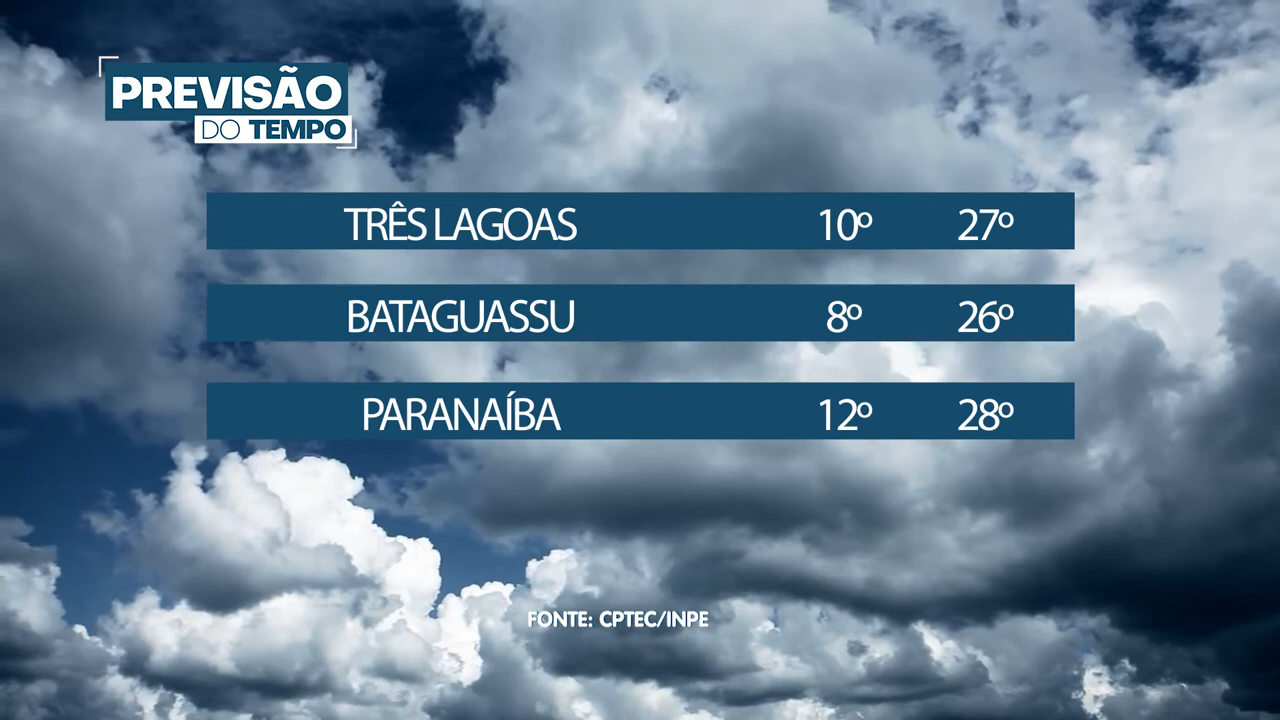 PREVISÃO
DO TEMPO
TRÊS LAGOAS 10º 27º
BATAGUASSU 8º 26º
PARANAÍBA 12º 28º
FONTE: CPTEC/INPE